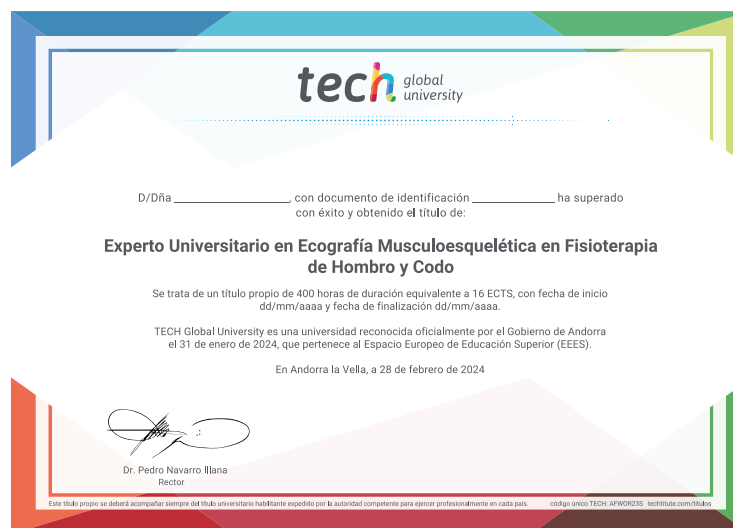 tech global university
D/Dña ____________________, con documento de identificación ______________ ha superado
con éxito y obtenido el título de:
Experto Universitario en Ecografía Musculoesquelética en Fisioterapia
de Hombro y Codo
Se trata de un título propio de 400 horas de duración equivalente a 16 ECTS, con fecha de inicio
dd/mm/aaaa y fecha de finalización dd/mm/aaaa.
TECH Global University es una universidad reconocida oficialmente por el Gobierno de Andorra
el 31 de enero de 2024, que pertenece al Espacio Europeo de Educación Superior (EEES).
En Andorra la Vella, a 28 de febrero de 2024
Dr. Pedro Navarro Illana
Rector
Este título propio se deberá acompañar siempre del título universitario habilitante expedido por la autoridad competente para ejercer profesionalmente en cada país. código único TECH: AFWOR23S techtitute.com/titulos